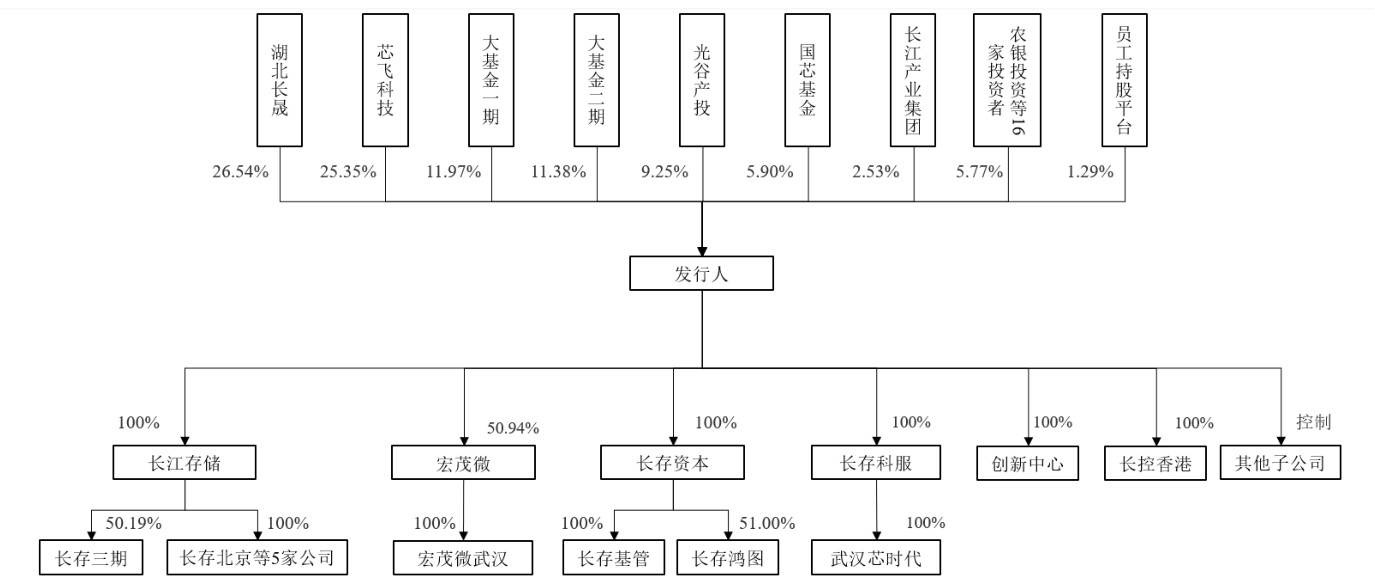 湖北长晟
芯飞科技
大基金一期
大基金二期
光谷产投
国芯基金
长江产业集团
农银投资等16
家投资者
员工持股平台
26.54%
25.35%
11.97%
11.38%
9.25%
5.90%
2.53%
5.77%
1.29%
发行人
100%
50.94%
100%
100%
100%
100%
控制
长江存储
宏茂微
长存资本
长存科服
创新中心
长控香港
其他子公司
50.19%
100%
100%
100%
51.00%
100%
长存三期
长存北京等5家公司
宏茂微武汉
长存基管
长存鸿图
武汉芯时代